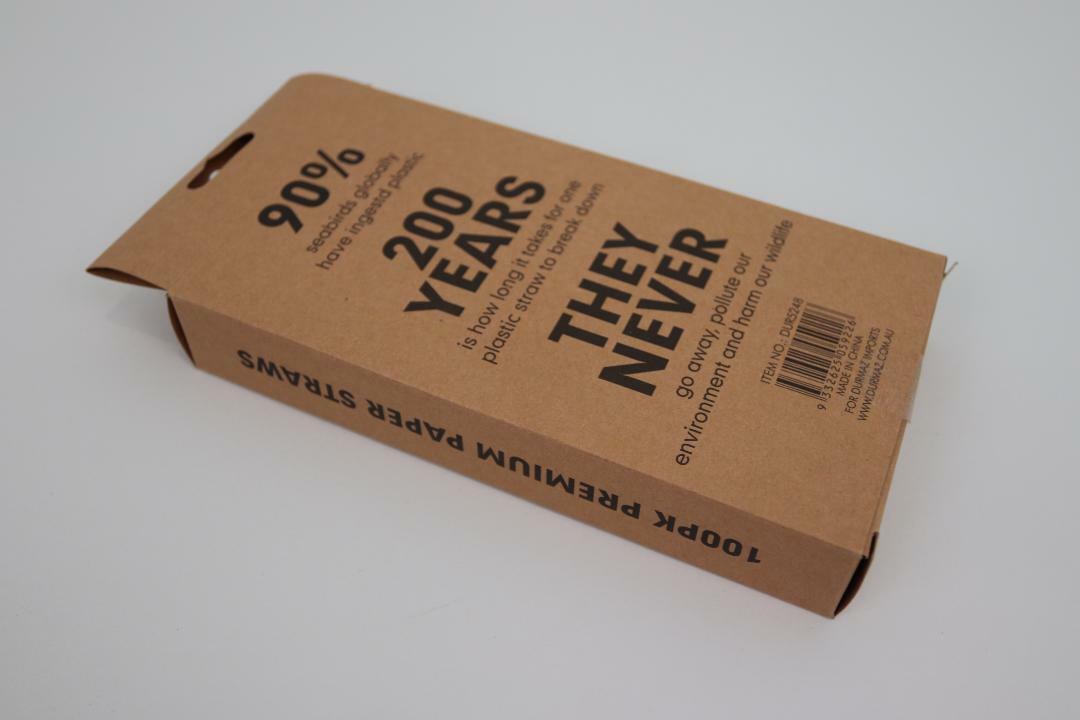 90%
seabirds globally
have ingestd plastic
200
YEARS
is how long it takes for one
plastic straw to break down
THEY
NEVER
go away, pollute our
environment and harm our wildlife
ITEM NO.: DUR5248
9 332625 059226
MADE IN CHINA
FOR DURMAZ IMPORTS
WWW.DURMAZ.COM.AU
100PK PREMIUM PAPER STRAWS